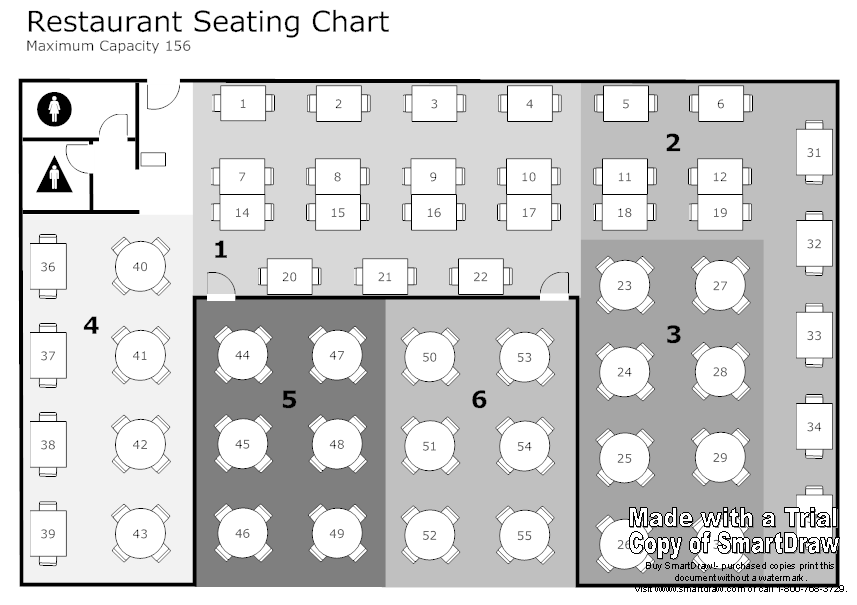 Restaurant Seating Chart
Maximum Capacity 156
1 2 3 4 5 6
2
31
7 8 9 10 11 12
14 15 16 17 18 19
32
1
36 40
20 21 22
23 27
4
3
33
37 41
44 47
50 53
24 28
5
6
34
38 42
45 48
51 54
25 29
39 43
46 49
52 55
26
Made with a Trial
Copy of SmartDraw
Buy SmartDraw!- purchased copies print this
document without a watermark .
Visit www.smartdraw.com or call 1-800-768-3729.